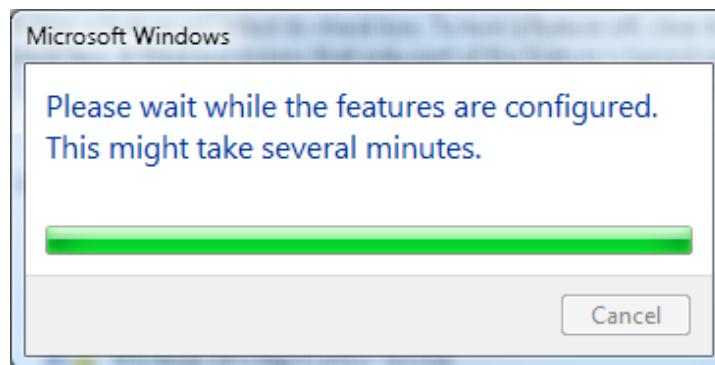 Microsoft Windows
Please wait while the features are configured.
This might take several minutes.
Cancel